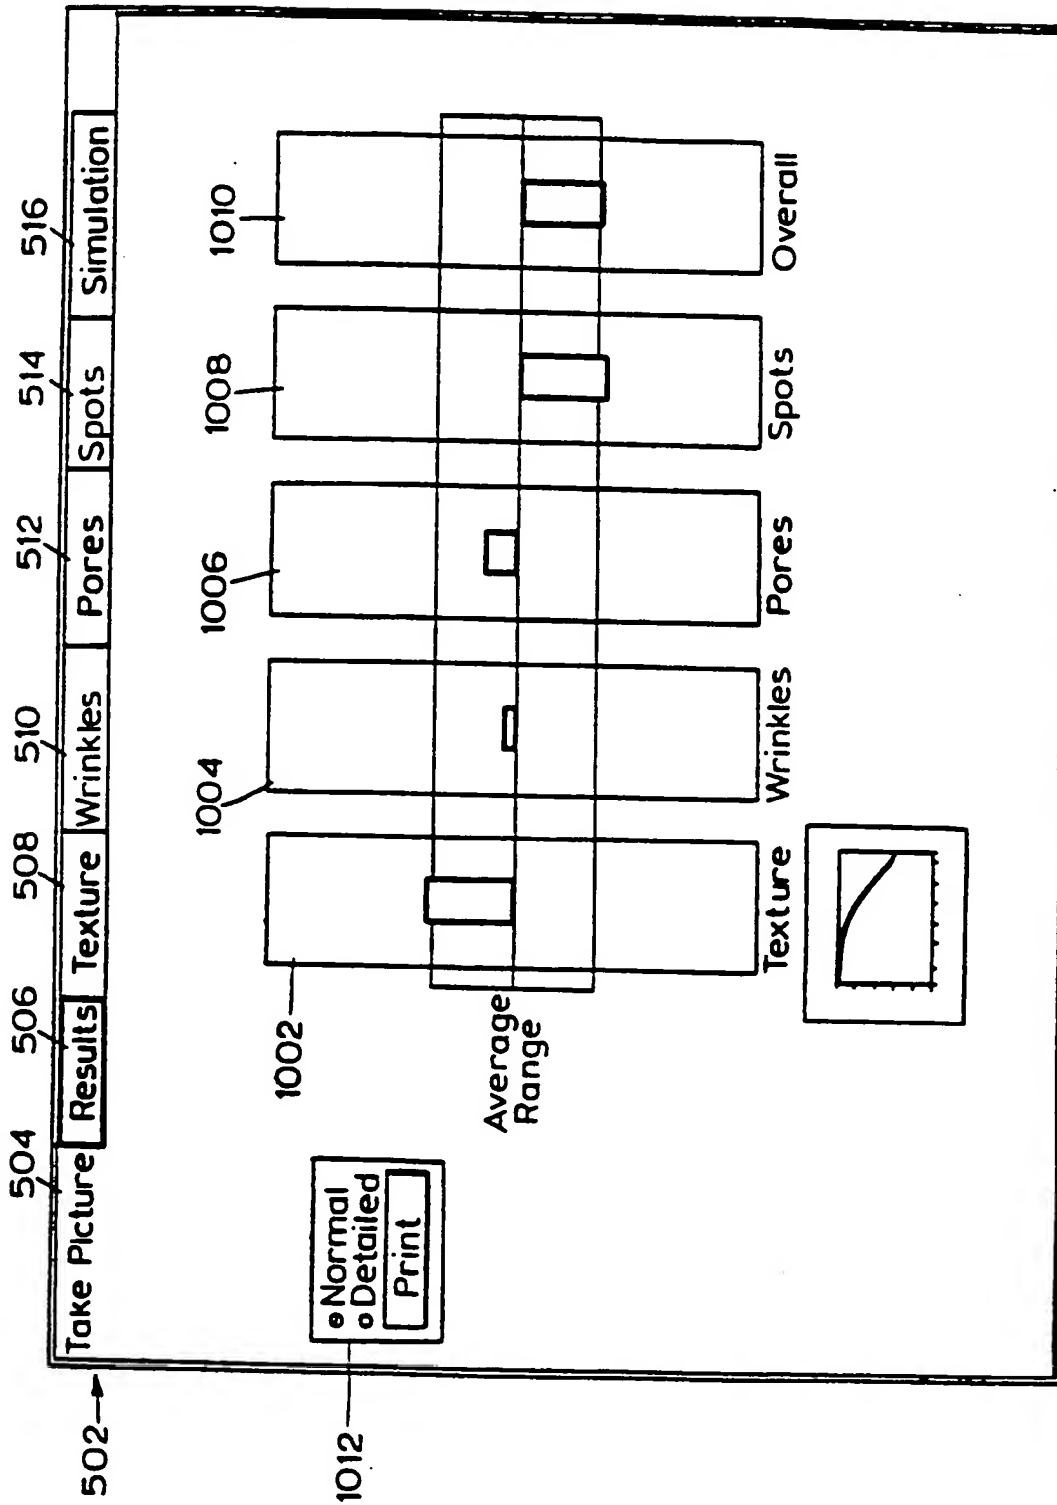 504 506 508 510 512 514 516
502
Take Picture Results Texture Wrinkles Pores Spots Simulation
1002 1004 1006 1008 1010
Average
Range
1012
Normal
Detailed
Print
Texture Wrinkles Pores Spots Overall